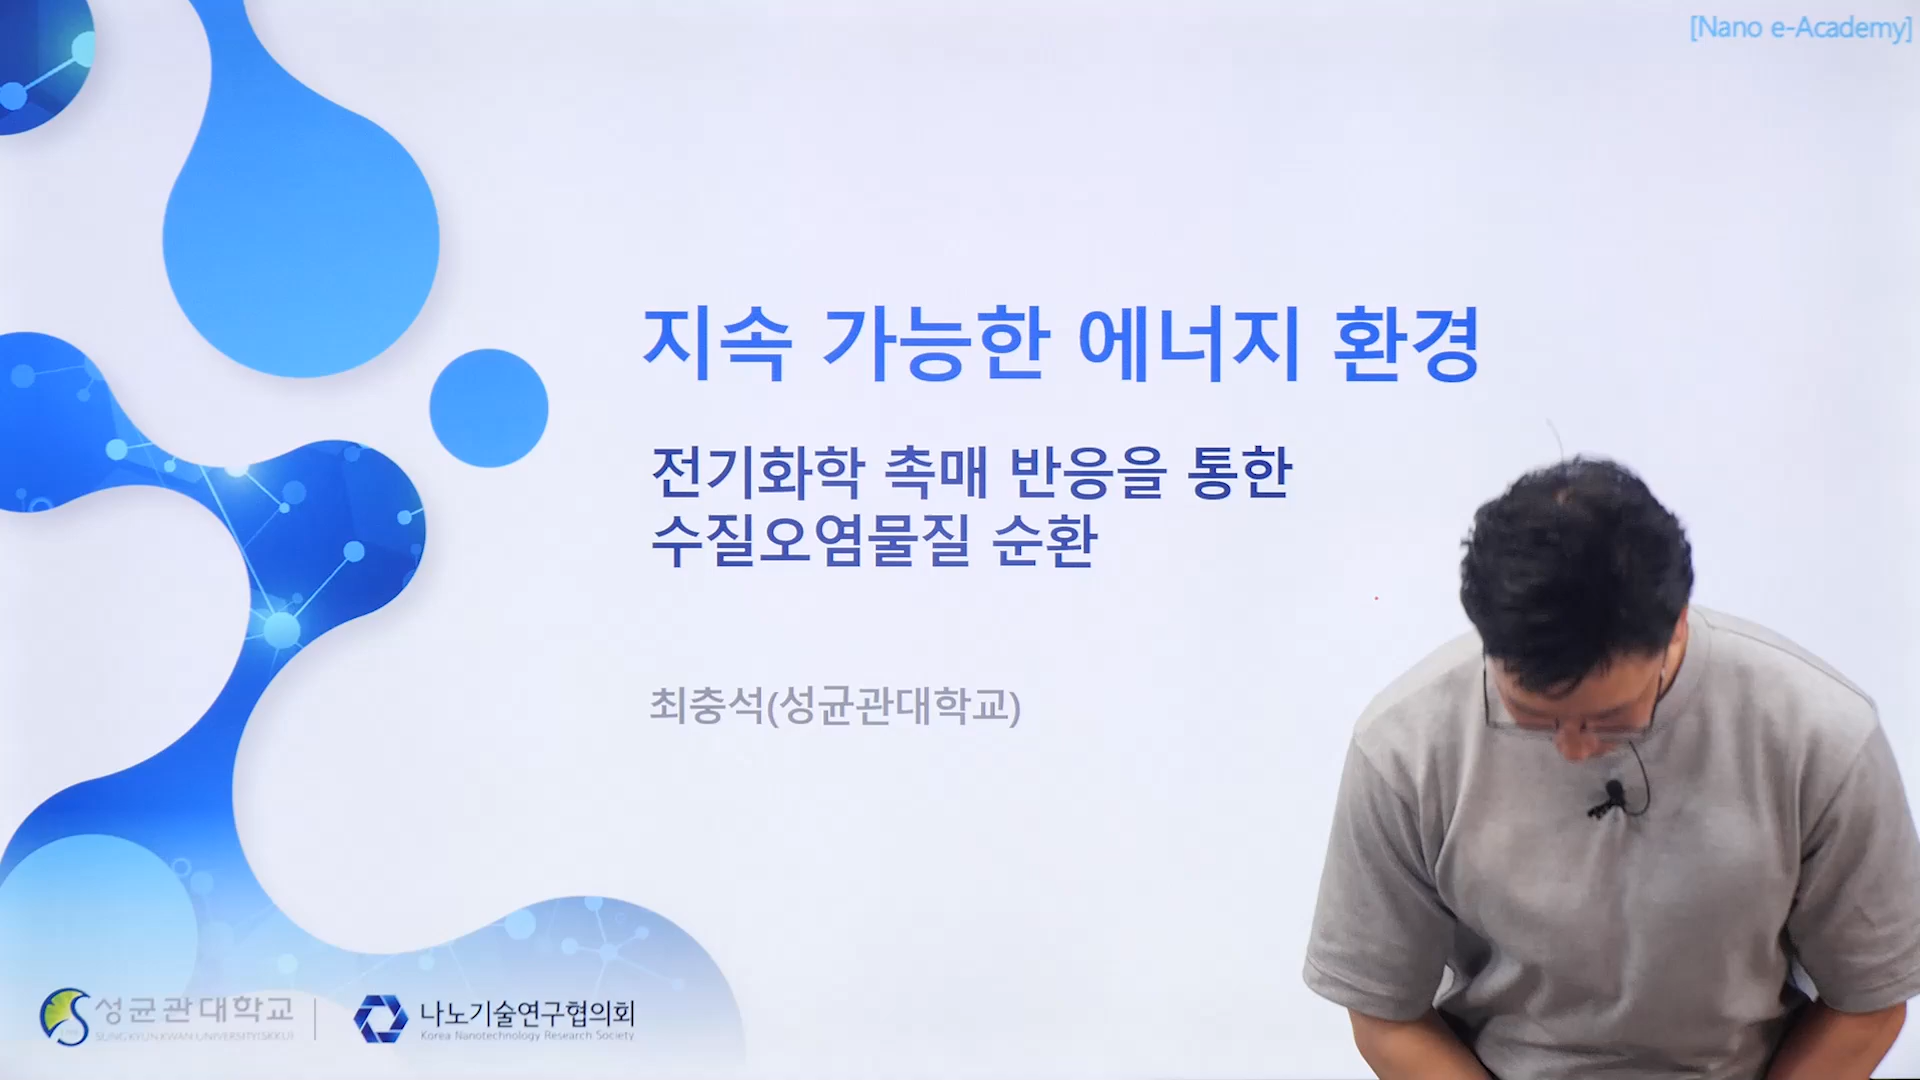 [Nano e-Academy]
지속 가능한 에너지 환경
전기화학 촉매 반응을 통한
수질오염물질 순환
최충석(성균관대학교)
성균관대학교
SUNGKYUNKWAN UNIVERSITY(SKKU)
나노기술연구협의회
Korea Nanotechnology Research Society